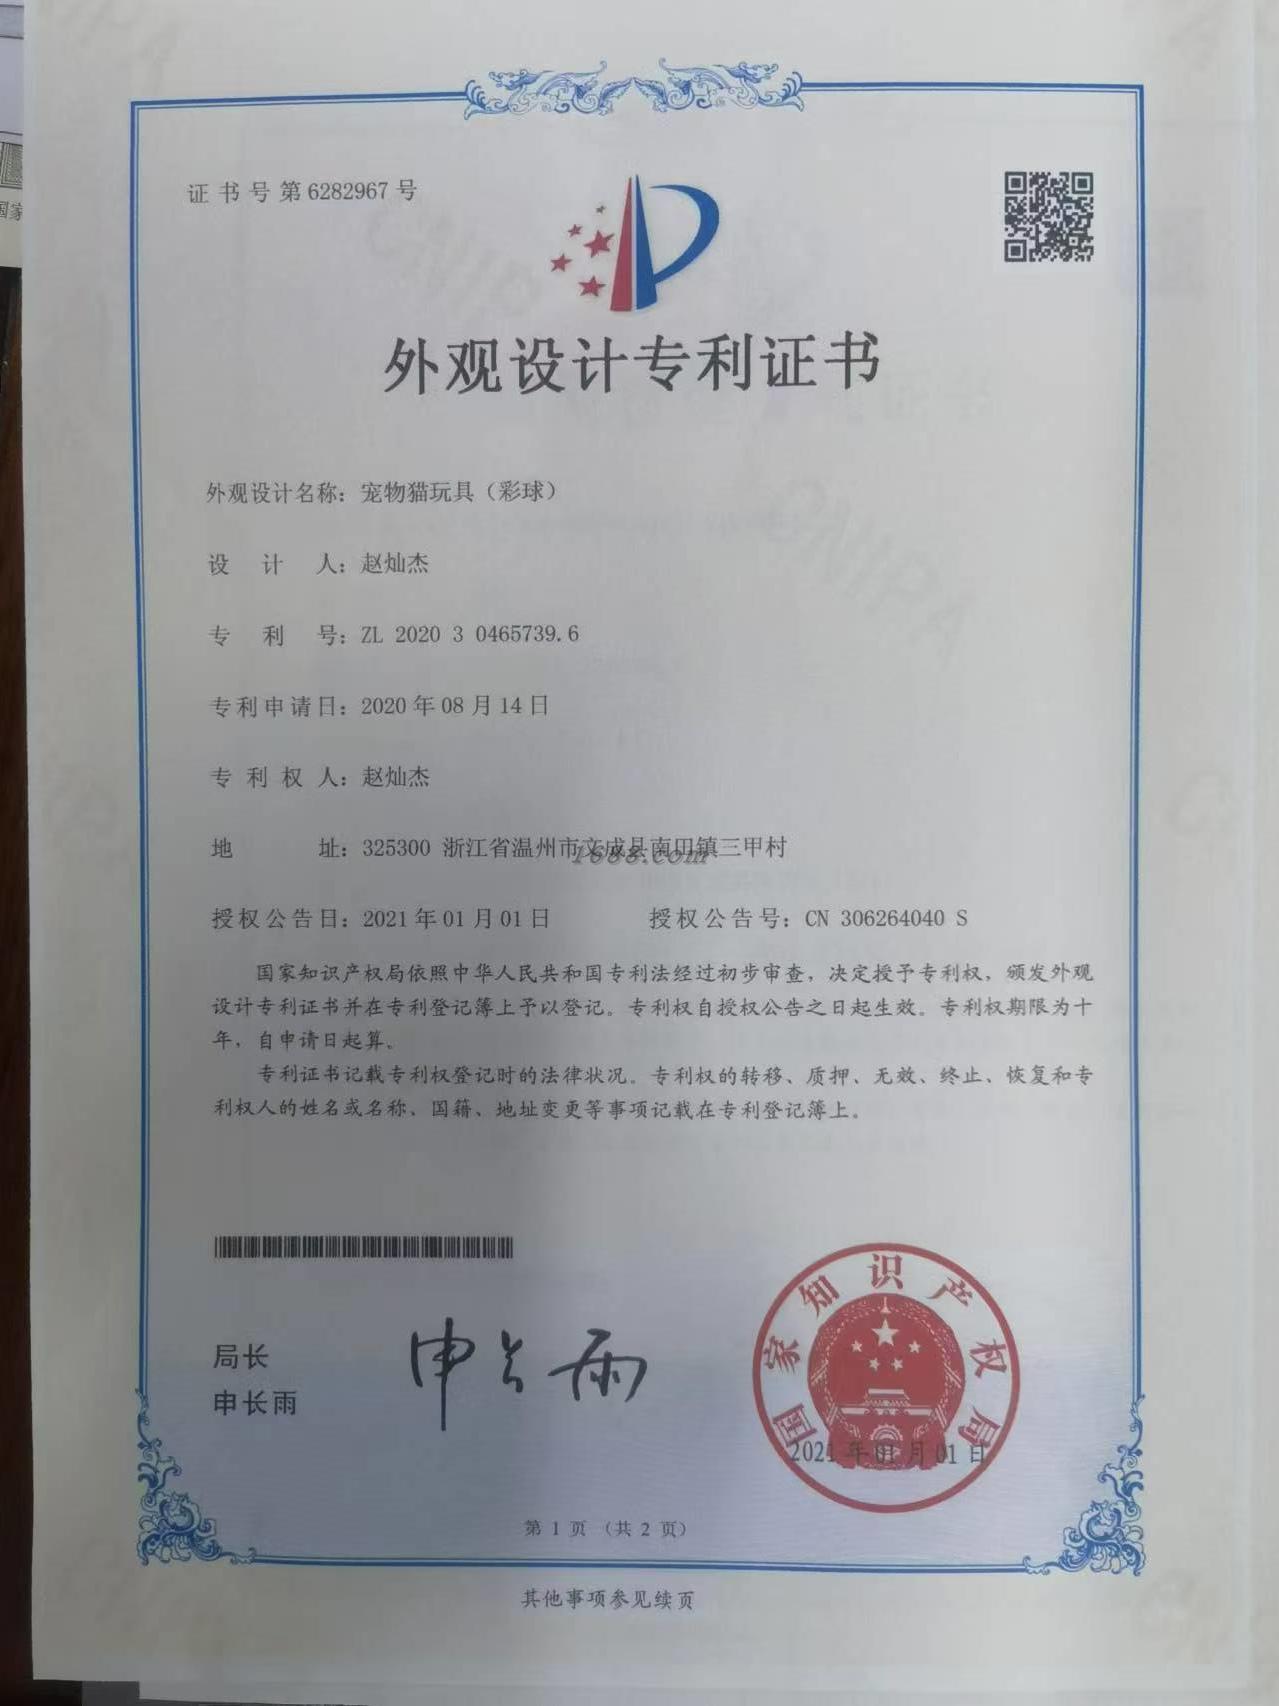 证书号第6282967号
外观设计专利证书
外观设计名称：宠物猫玩具（彩球）
设计人：赵灿杰
专利号：ZL 2020 3 0465739.6
专利申请日：2020年08月14日
专利权人：赵灿杰
地址：325300 浙江省温州市文成县南田镇三甲村
1688.com
授权公告日：2021年01月01日 授权公告号：CN 306264040 S
国家知识产权局依照中华人民共和国专利法经过初步审查，决定授予专利权，颁发外观
设计专利证书并在专利登记簿上予以登记。专利权自授权公告之日起生效。专利权期限为十
年，自申请日起算。
专利证书记载专利权登记时的法律状况。专利权的转移、质押、无效、终止、恢复和专
利权人的姓名或名称、国籍、地址变更等事项记载在专利登记簿上。
局长
申长雨
申长雨
国家知识产权局
2021年01月01日
第 1 页 （共 2 页）
其他事项参见续页
国家
CNIPA
CNIPA